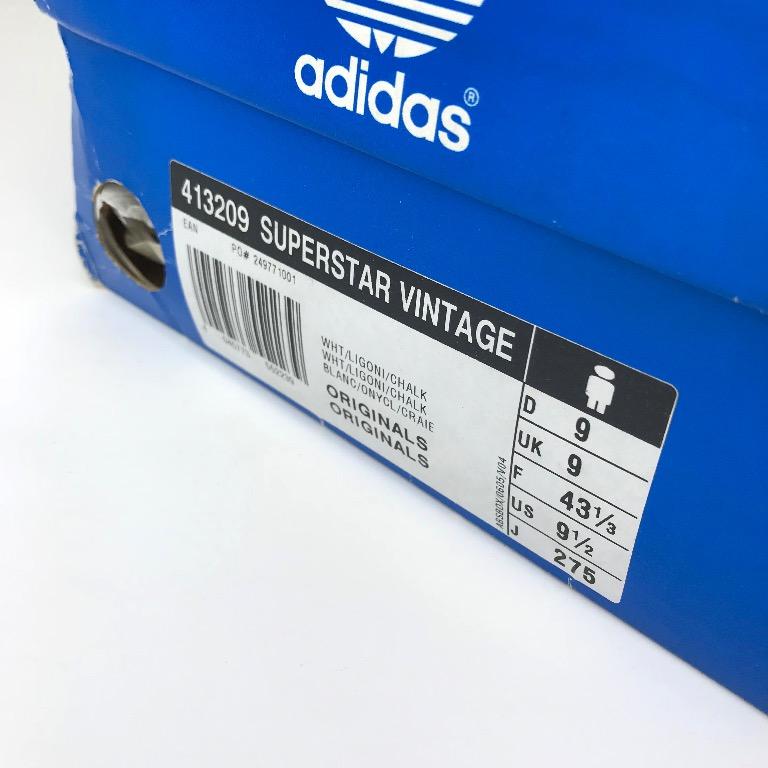 adidas®
413209 SUPERSTAR VINTAGE
EAN
PO# 249771001
WHT/LIGONI/CHALK
WHT/LIGONI/CHALK
BLANC/ONYCL/CRAIE
ORIGINALS
ORIGINALS
D 9
UK 9
F 43 1/3
US 9 1/2
J 275